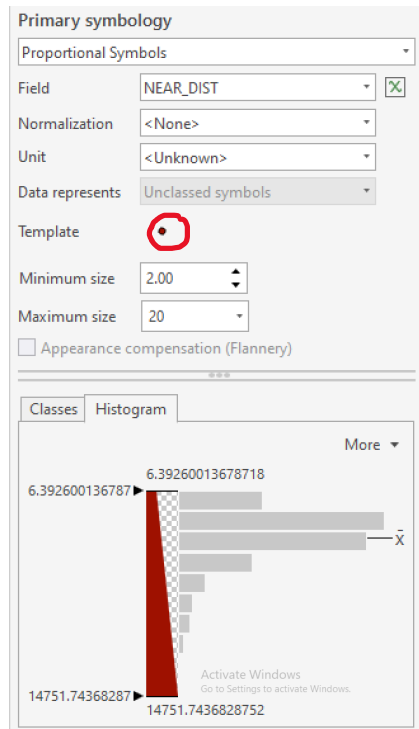 Primary symbology
Proportional Symbols
Field NEAR_DIST
Normalization <None>
Unit <Unknown>
Data represents Unclassed symbols
Template
Minimum size 2.00
Maximum size 20
Appearance compensation (Flannery)
Classes Histogram
More
6.39260013678718
6.392600136787
x̄
Activate Windows
Go to Settings to activate Windows.
14751.74368287
14751.7436828752